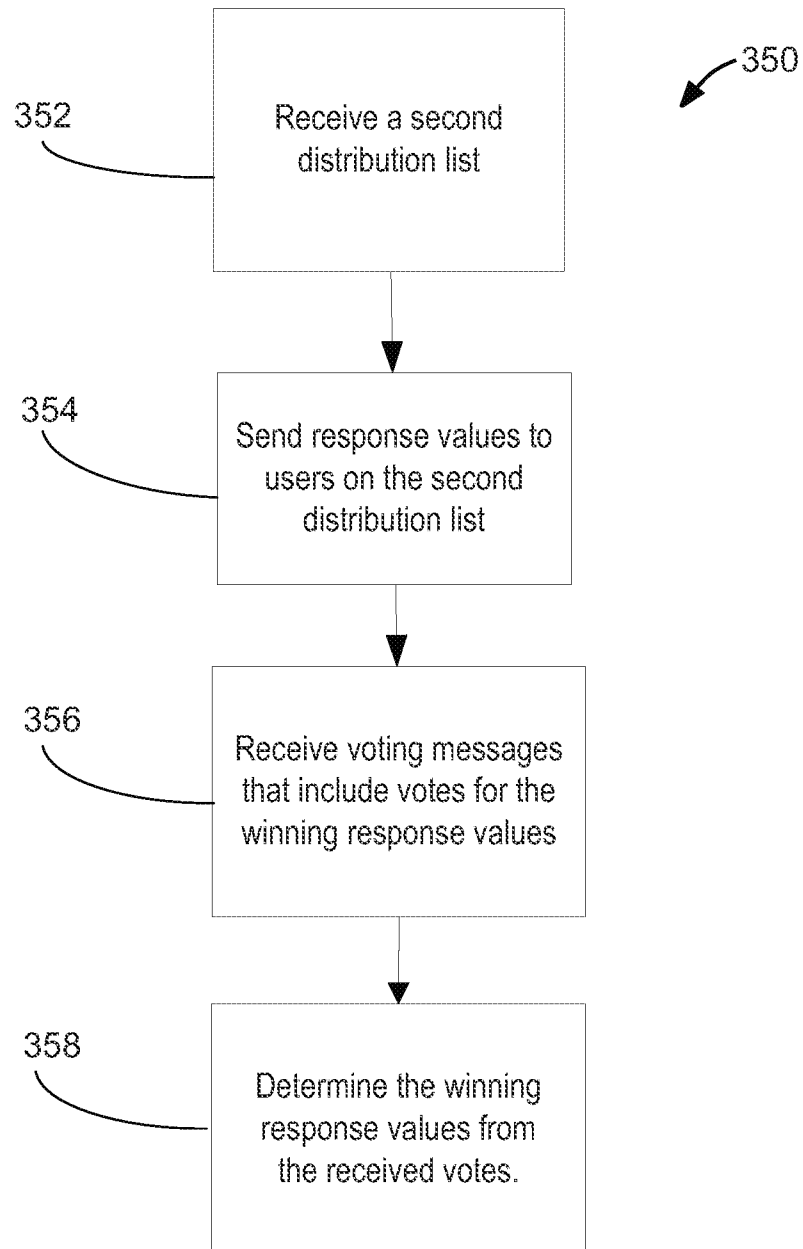 350
352
Receive a second
distribution list
354
Send response values to
users on the second
distribution list
356
Receive voting messages
that include votes for the
winning response values
358
Determine the winning
response values from
the received votes.